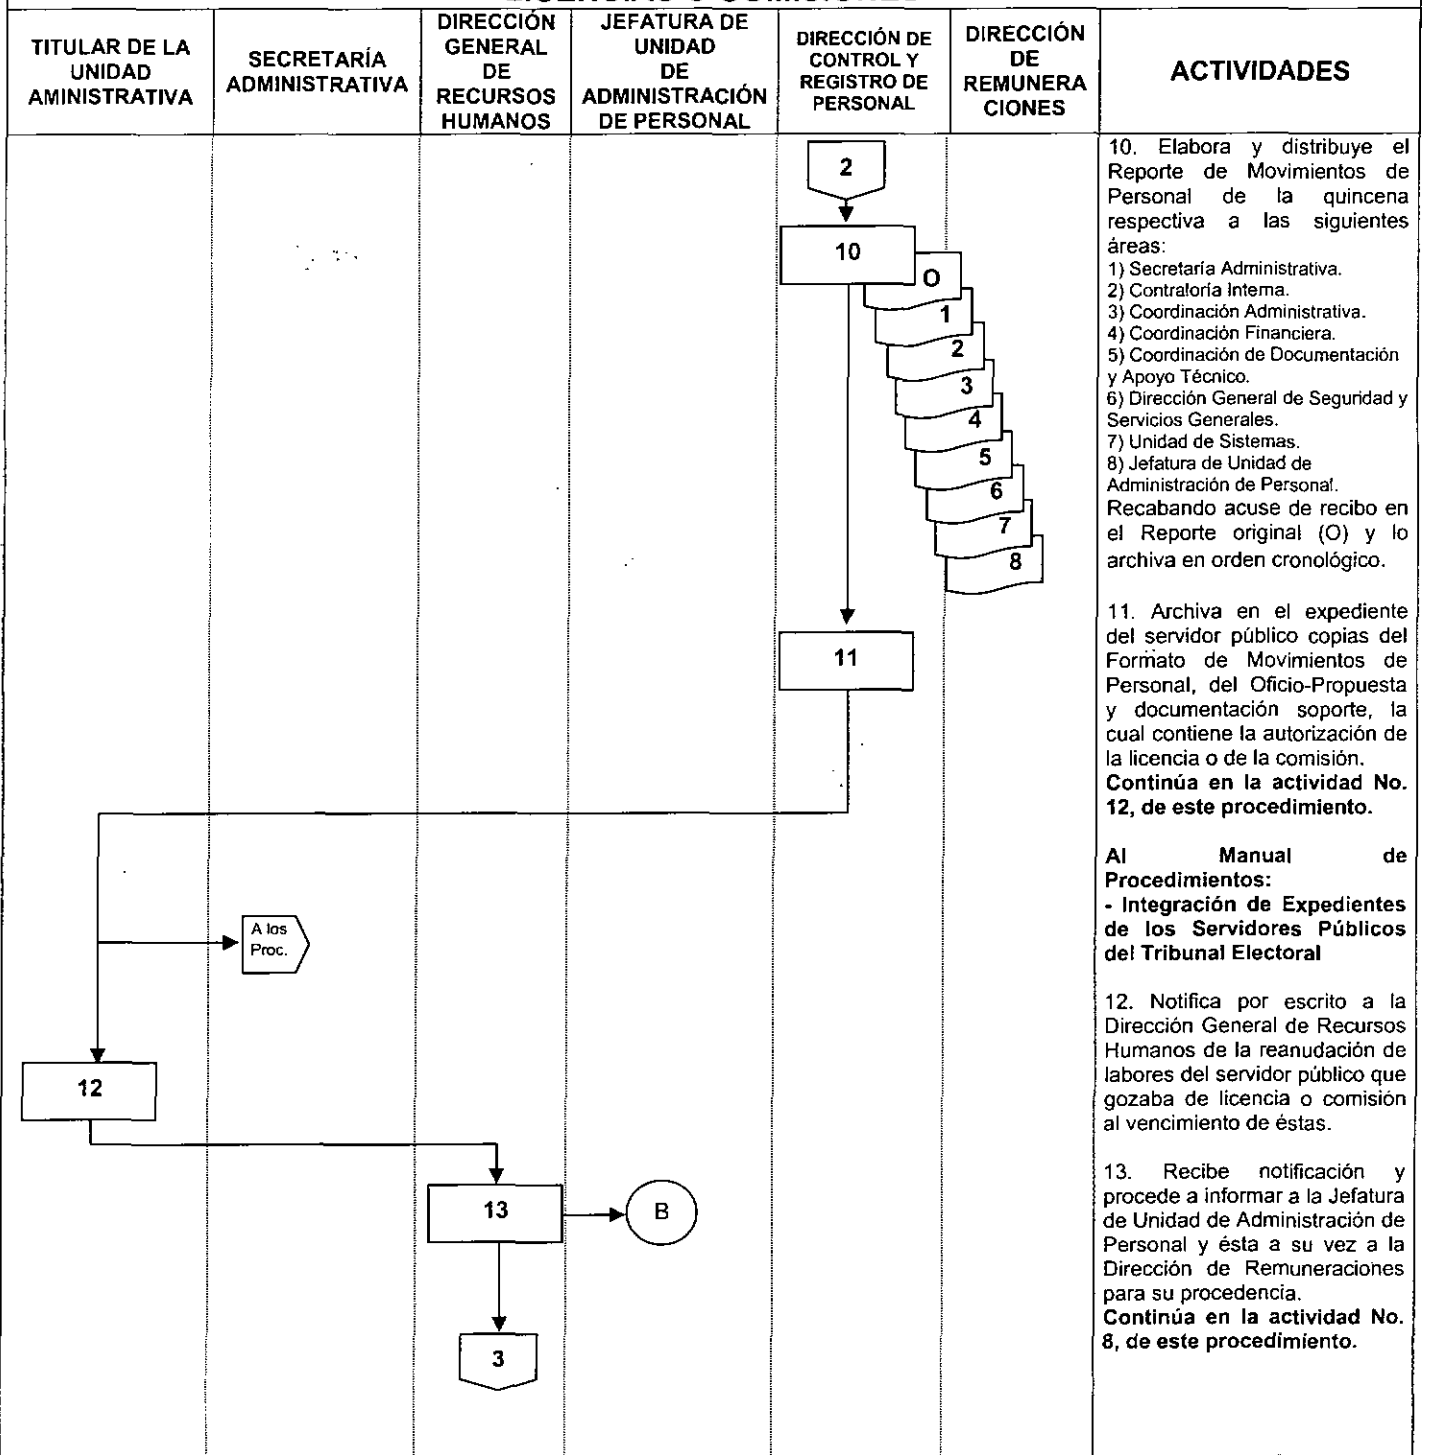 TITULAR DE LA
UNIDAD
AMINISTRATIVA
SECRETARÍA
ADMINISTRATIVA
DIRECCIÓN
GENERAL
DE
RECURSOS
HUMANOS
JEFATURA DE
UNIDAD
DE
ADMINISTRACIÓN
DE PERSONAL
DIRECCIÓN DE
CONTROL Y
REGISTRO DE
PERSONAL
DIRECCIÓN
DE
REMUNERA
CIONES
ACTIVIDADES
2
10
O
1
2
3
4
5
6
7
8
11
A los
Proc.
12
13
B
3
10. Elabora y distribuye el
Reporte de Movimientos de
Personal de la quincena
respectiva a las siguientes
áreas:
1) Secretaría Administrativa.
2) Contraloría Interna.
3) Coordinación Administrativa.
4) Coordinación Financiera.
5) Coordinación de Documentación
y Apoyo Técnico.
6) Dirección General de Seguridad y
Servicios Generales.
7) Unidad de Sistemas.
8) Jefatura de Unidad de
Administración de Personal.
Recabando acuse de recibo en
el Reporte original (O) y lo
archiva en orden cronológico.
11. Archiva en el expediente
del servidor público copias del
Formato de Movimientos de
Personal, del Oficio-Propuesta
y documentación soporte, la
cual contiene la autorización de
la licencia o de la comisión.
Continúa en la actividad No.
12, de este procedimiento.
Al Manual de
Procedimientos:
- Integración de Expedientes
de los Servidores Públicos
del Tribunal Electoral
12. Notifica por escrito a la
Dirección General de Recursos
Humanos de la reanudación de
labores del servidor público que
gozaba de licencia o comisión
al vencimiento de éstas.
13. Recibe notificación y
procede a informar a la Jefatura
de Unidad de Administración de
Personal y ésta a su vez a la
Dirección de Remuneraciones
para su procedencia.
Continúa en la actividad No.
8, de este procedimiento.